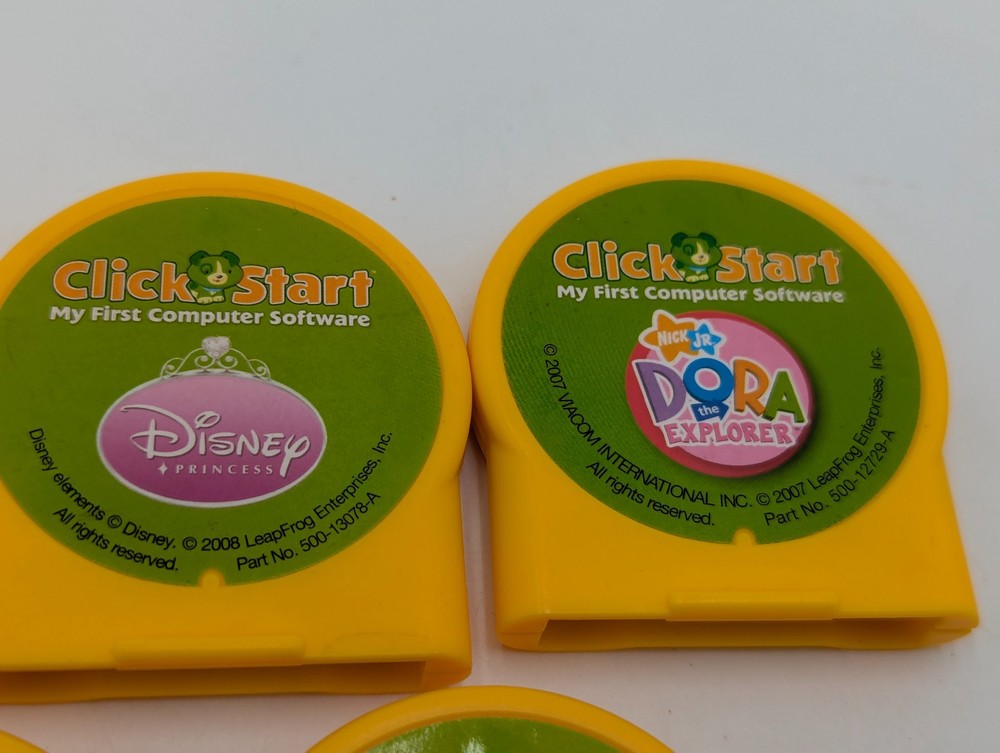 Click Start™
My First Computer Software
Disney
PRINCESS
Disney elements © Disney. © 2008 LeapFrog Enterprises, Inc.
All rights reserved. Part No. 500-13078-A
Click Start™
My First Computer Software
NICK JR.
DORA
the
EXPLORER
© 2007 VIACOM INTERNATIONAL INC. © 2007 LeapFrog Enterprises, Inc.
All rights reserved. Part No. 500-12729-A